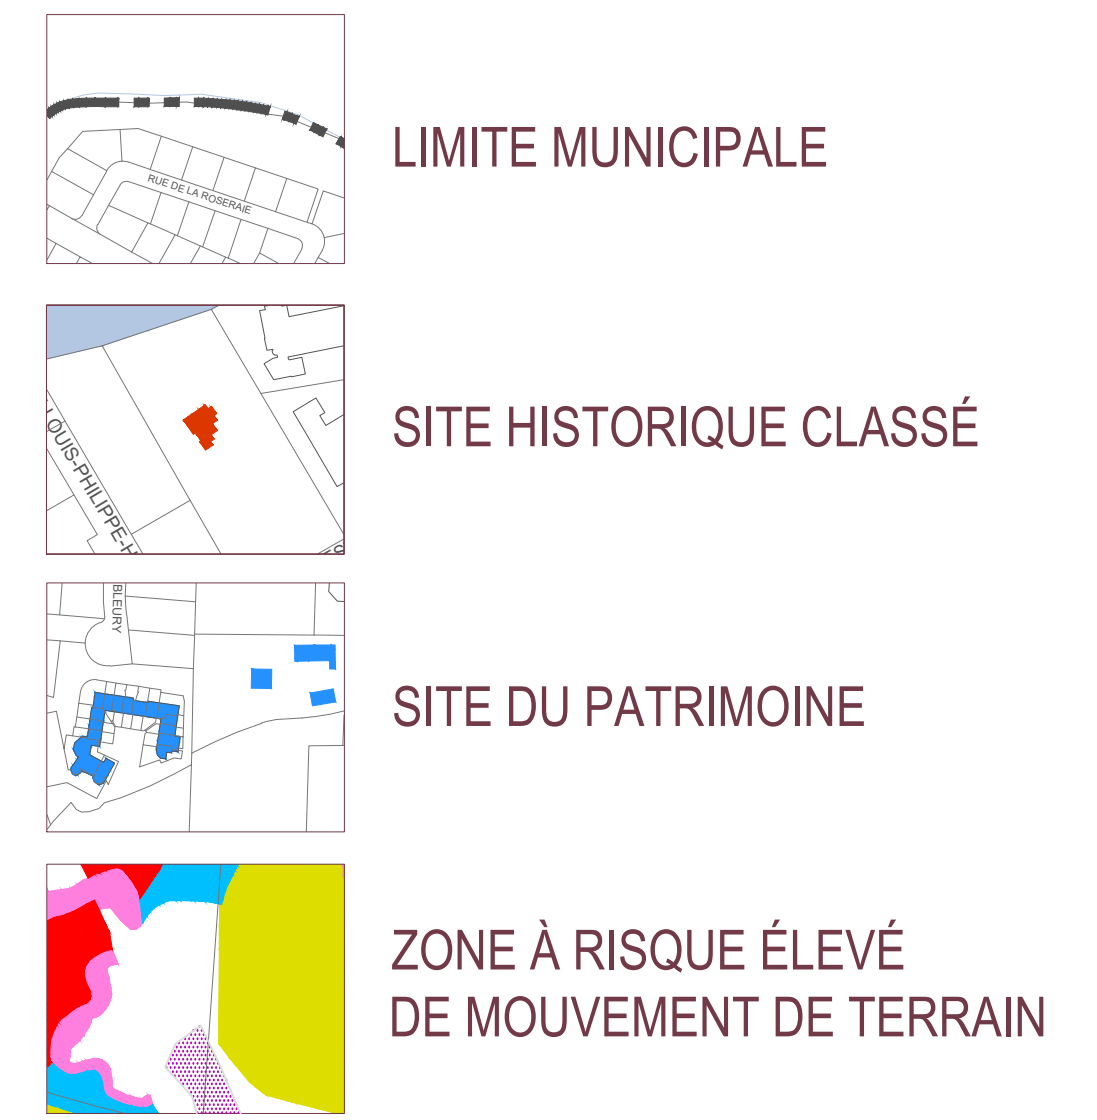 LIMITE MUNICIPALE
RUE DE LA ROSERAIE
SITE HISTORIQUE CLASSÉ
LOUIS-PHILIPPE-H
SITE DU PATRIMOINE
BLEURY
ZONE À RISQUE ÉLEVÉ
DE MOUVEMENT DE TERRAIN